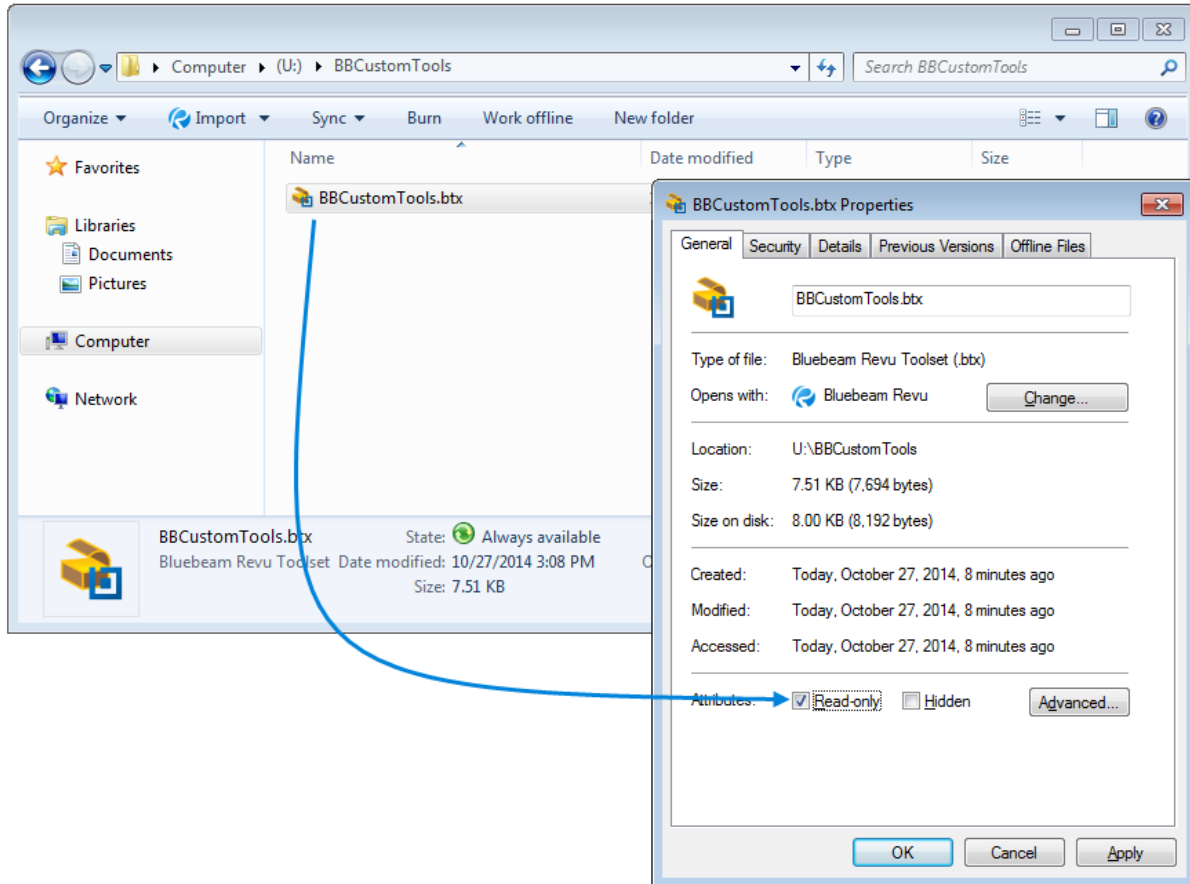 Computer (U:) BBCustomTools Search BBCustomTools
Organize Import Sync Burn Work offline New folder
Favorites
Libraries
Documents
Pictures
Computer
Network
Name Date modified Type Size
BBCustomTools.btx
BBCustomTools.btx State: Always available
Bluebeam Revu Toolset Date modified: 10/27/2014 3:08 PM
Size: 7.51 KB
BBCustomTools.btx Properties
General Security Details Previous Versions Offline Files
BBCustomTools.btx
Type of file: Bluebeam Revu Toolset (.btx)
Opens with: Bluebeam Revu Change...
Location: U:\BBCustomTools
Size: 7.51 KB (7,694 bytes)
Size on disk: 8.00 KB (8,192 bytes)
Created: Today, October 27, 2014, 8 minutes ago
Modified: Today, October 27, 2014, 8 minutes ago
Accessed: Today, October 27, 2014, 8 minutes ago
Attributes: Read-only Hidden Advanced...
OK Cancel Apply